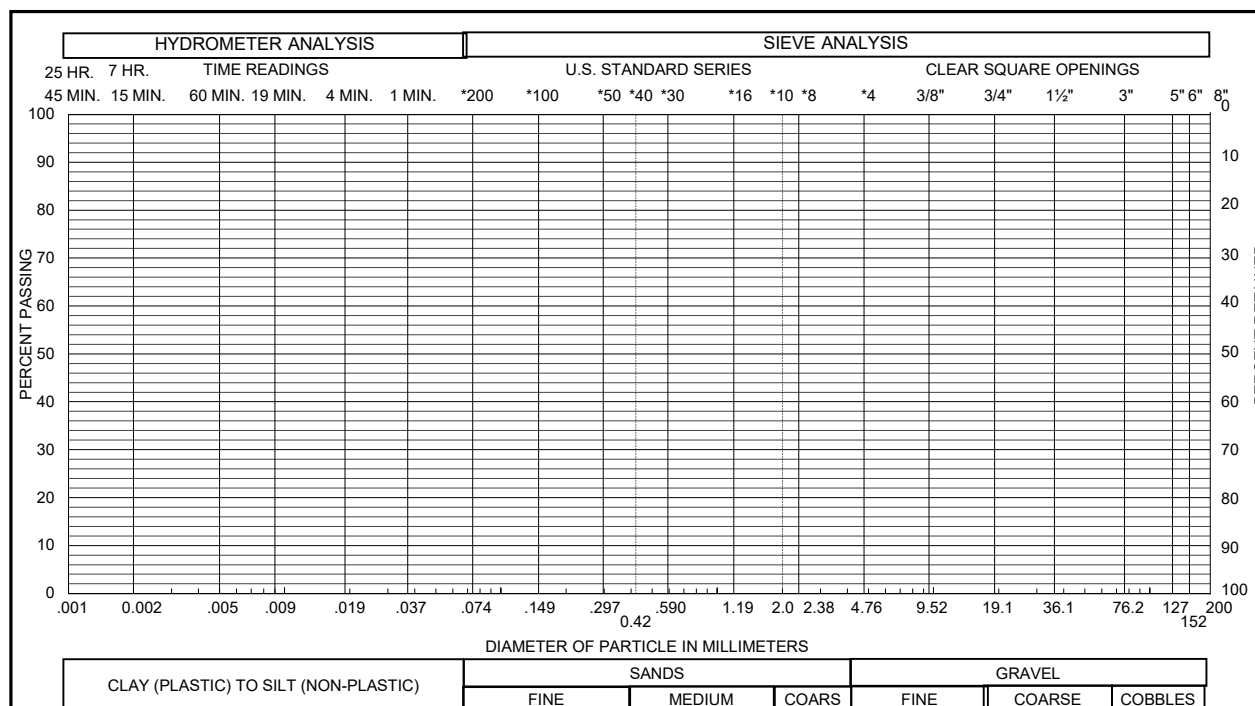 HYDROMETER ANALYSIS SIEVE ANALYSIS
25 HR. 7 HR. TIME READINGS U.S. STANDARD SERIES CLEAR SQUARE OPENINGS
45 MIN. 15 MIN. 60 MIN. 19 MIN. 4 MIN. 1 MIN. *200 *100 *50 *40 *30 *16 *10 *8 *4 3/8" 3/4" 1½" 3" 5" 6" 8"
100 0
90 10
80 20
70 30
60 40
50 50
40 60
30 70
20 80
10 90
0 100
PERCENT PASSING
.001 0.002 .005 .009 .019 .037 .074 .149 .297 .590 1.19 2.0 2.38 4.76 9.52 19.1 36.1 76.2 127 200
0.42 152
DIAMETER OF PARTICLE IN MILLIMETERS
CLAY (PLASTIC) TO SILT (NON-PLASTIC) SANDS GRAVEL
FINE MEDIUM COARS FINE COARSE COBBLES